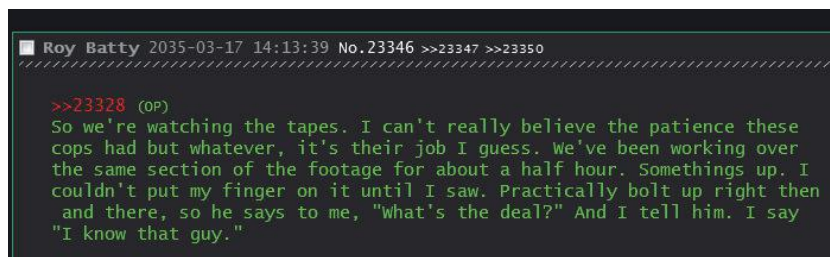 Roy Batty 2035-03-17 14:13:39 No.23346 >>23347 >>23350
>>23328 (OP)
So we're watching the tapes. I can't really believe the patience these
cops had but whatever, it's their job I guess. We've been working over
the same section of the footage for about a half hour. Somethings up. I
couldn't put my finger on it until I saw. Practically bolt up right then
and there, so he says to me, "What's the deal?" And I tell him. I say
"I know that guy."